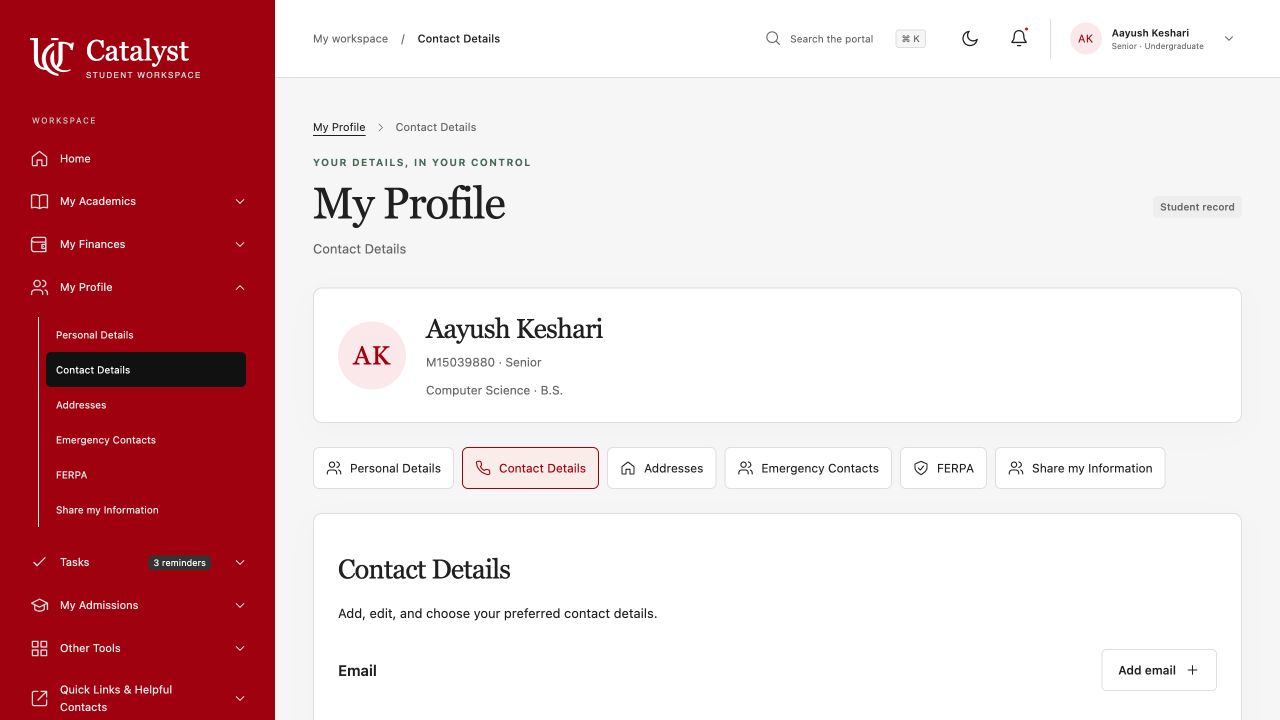 UC Catalyst
STUDENT WORKSPACE
WORKSPACE
Home
My Academics
My Finances
My Profile
Personal Details
Contact Details
Addresses
Emergency Contacts
FERPA
Share my Information
Tasks 3 reminders
My Admissions
Other Tools
Quick Links & Helpful
Contacts
My workspace / Contact Details
Search the portal ⌘ K
AK
Aayush Keshari
Senior · Undergraduate
My Profile > Contact Details
YOUR DETAILS, IN YOUR CONTROL
My Profile
Student record
Contact Details
AK
Aayush Keshari
M15039880 · Senior
Computer Science · B.S.
Personal Details Contact Details Addresses Emergency Contacts FERPA Share my Information
Contact Details
Add, edit, and choose your preferred contact details.
Email
Add email +